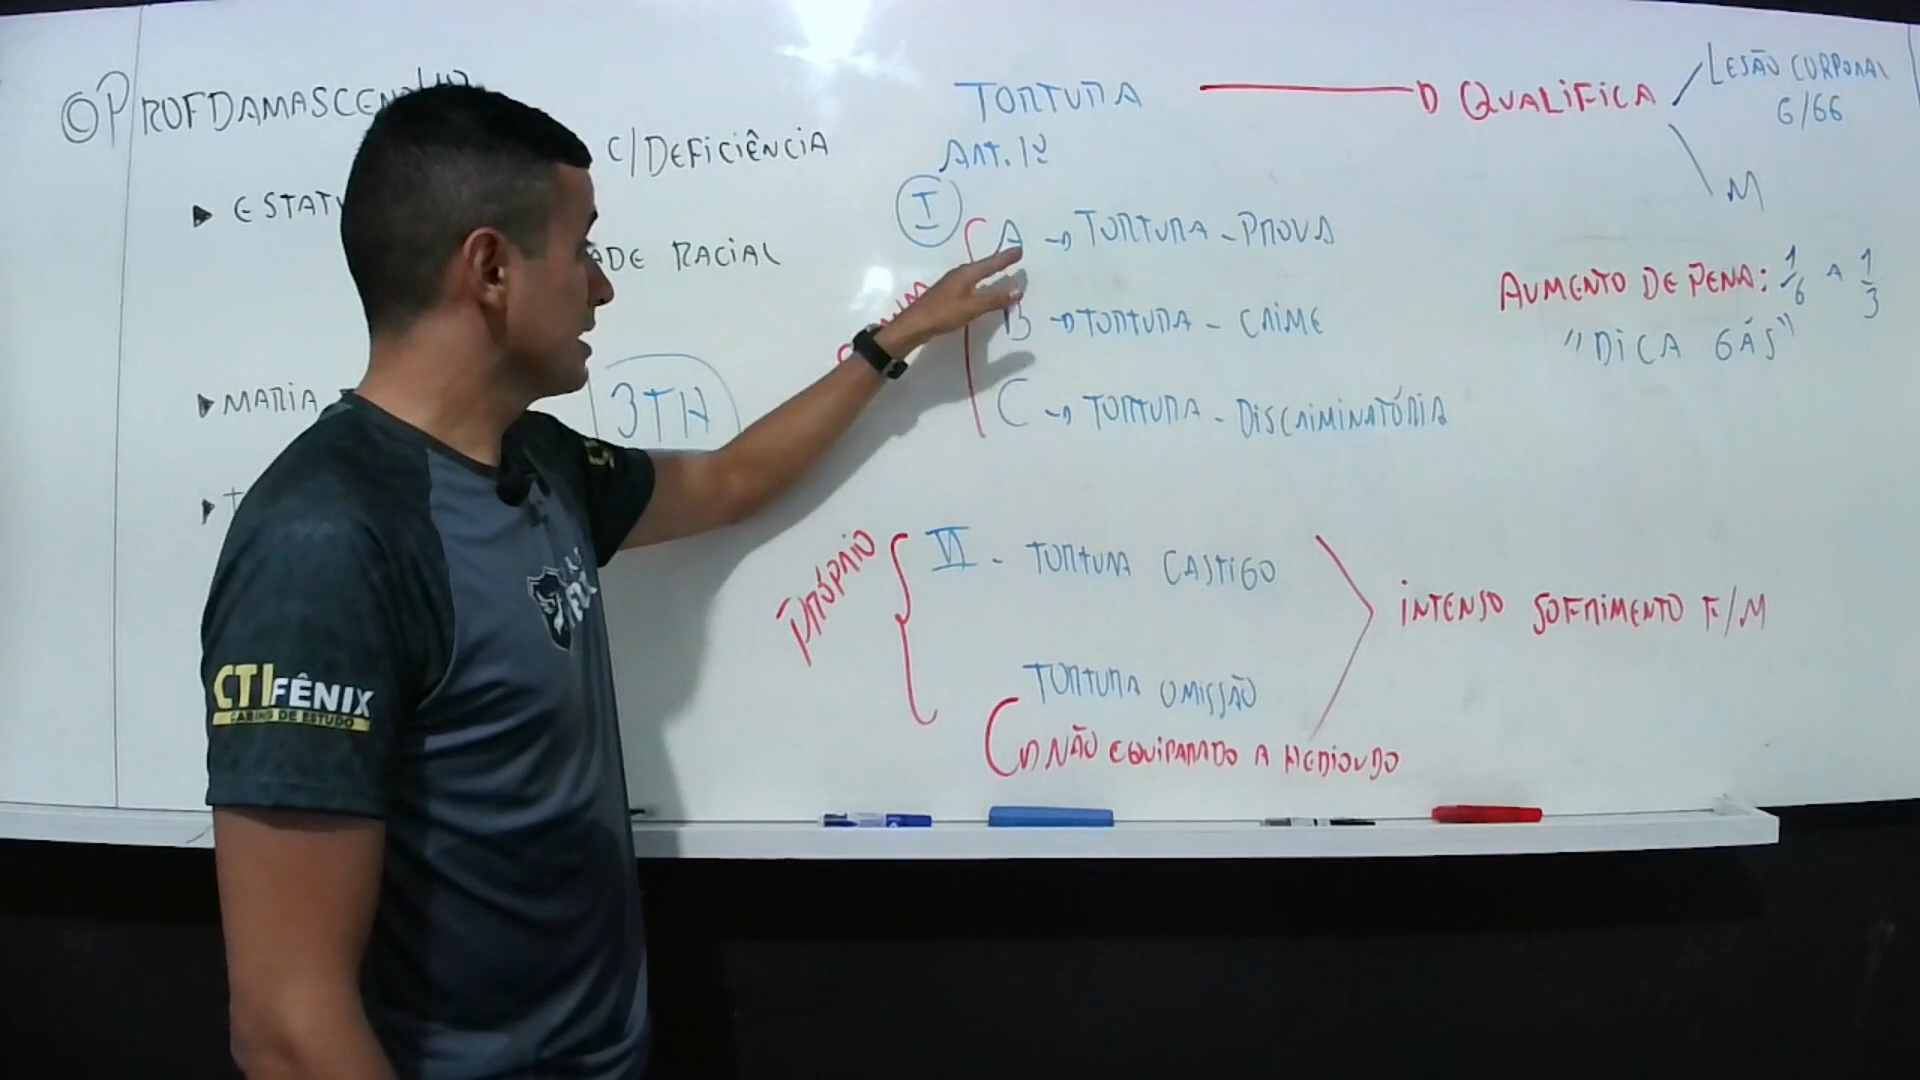 ©PROFDAMASCEN
C/DEFICIÊNCIA
ADE RACIAL
MARIA
3TH
TORTURA
QUALIFICA
LESÃO CORPORAL
G/GG
M
ART. 1º
I
A → TORTURA - PROVA
B → TORTURA - CRIME
C → TORTURA - DISCRIMINATÓRIA
AUMENTO DE PENA: 1/6 A 1/3
"DICA GÁS"
PRÓPRIO
II - TORTURA CASTIGO
TORTURA OMISSÃO
NÃO EQUIPARADO A HEDIONDO
INTENSO SOFRIMENTO F/M
CTI FÊNIX
CABINE DE ESTUDO